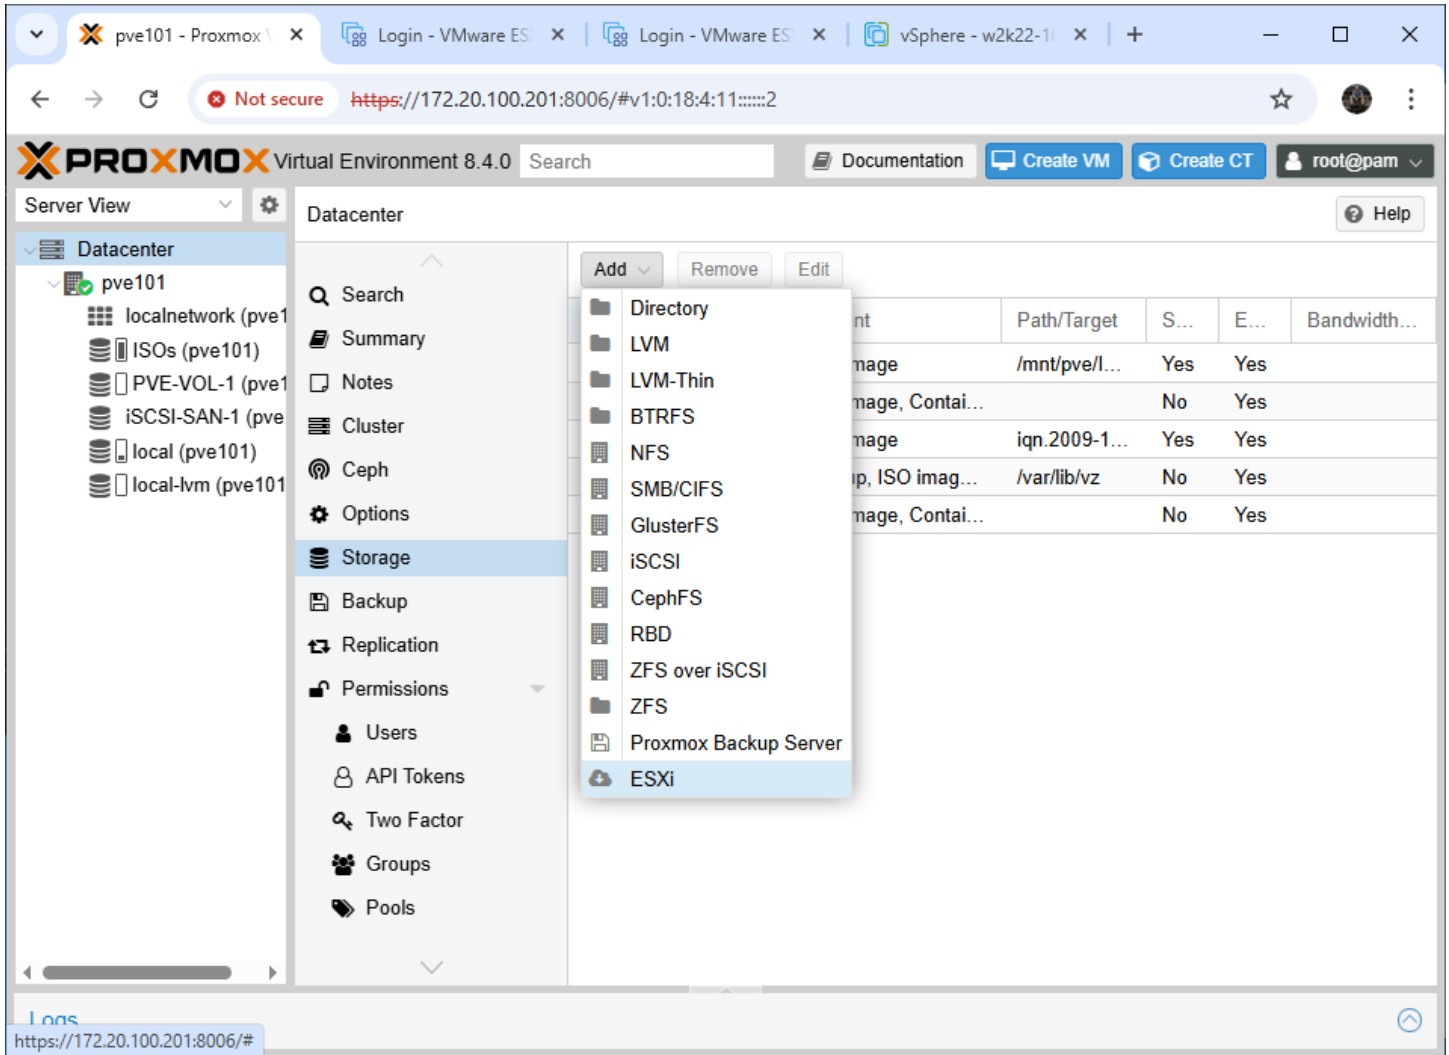 pve101 - Proxmox V
Login - VMware ES
Login - VMware ES
vSphere - w2k22-1
Not secure https://172.20.100.201:8006/#v1:0:18:4:11::::::2
PROXMOX Virtual Environment 8.4.0 Search Documentation Create VM Create CT root@pam
Server View
Datacenter
Help
Datacenter
pve101
localnetwork (pve1
ISOs (pve101)
PVE-VOL-1 (pve1
iSCSI-SAN-1 (pve
local (pve101)
local-lvm (pve101
Search
Summary
Notes
Cluster
Ceph
Options
Storage
Backup
Replication
Permissions
Users
API Tokens
Two Factor
Groups
Pools
Add Remove Edit
Directory
LVM
LVM-Thin
BTRFS
NFS
SMB/CIFS
GlusterFS
iSCSI
CephFS
RBD
ZFS over iSCSI
ZFS
Proxmox Backup Server
ESXi
nt Path/Target S... E... Bandwidth...
mage /mnt/pve/I... Yes Yes
mage, Contai... No Yes
mage iqn.2009-1... Yes Yes
up, ISO imag... /var/lib/vz No Yes
mage, Contai... No Yes
Logs
https://172.20.100.201:8006/#